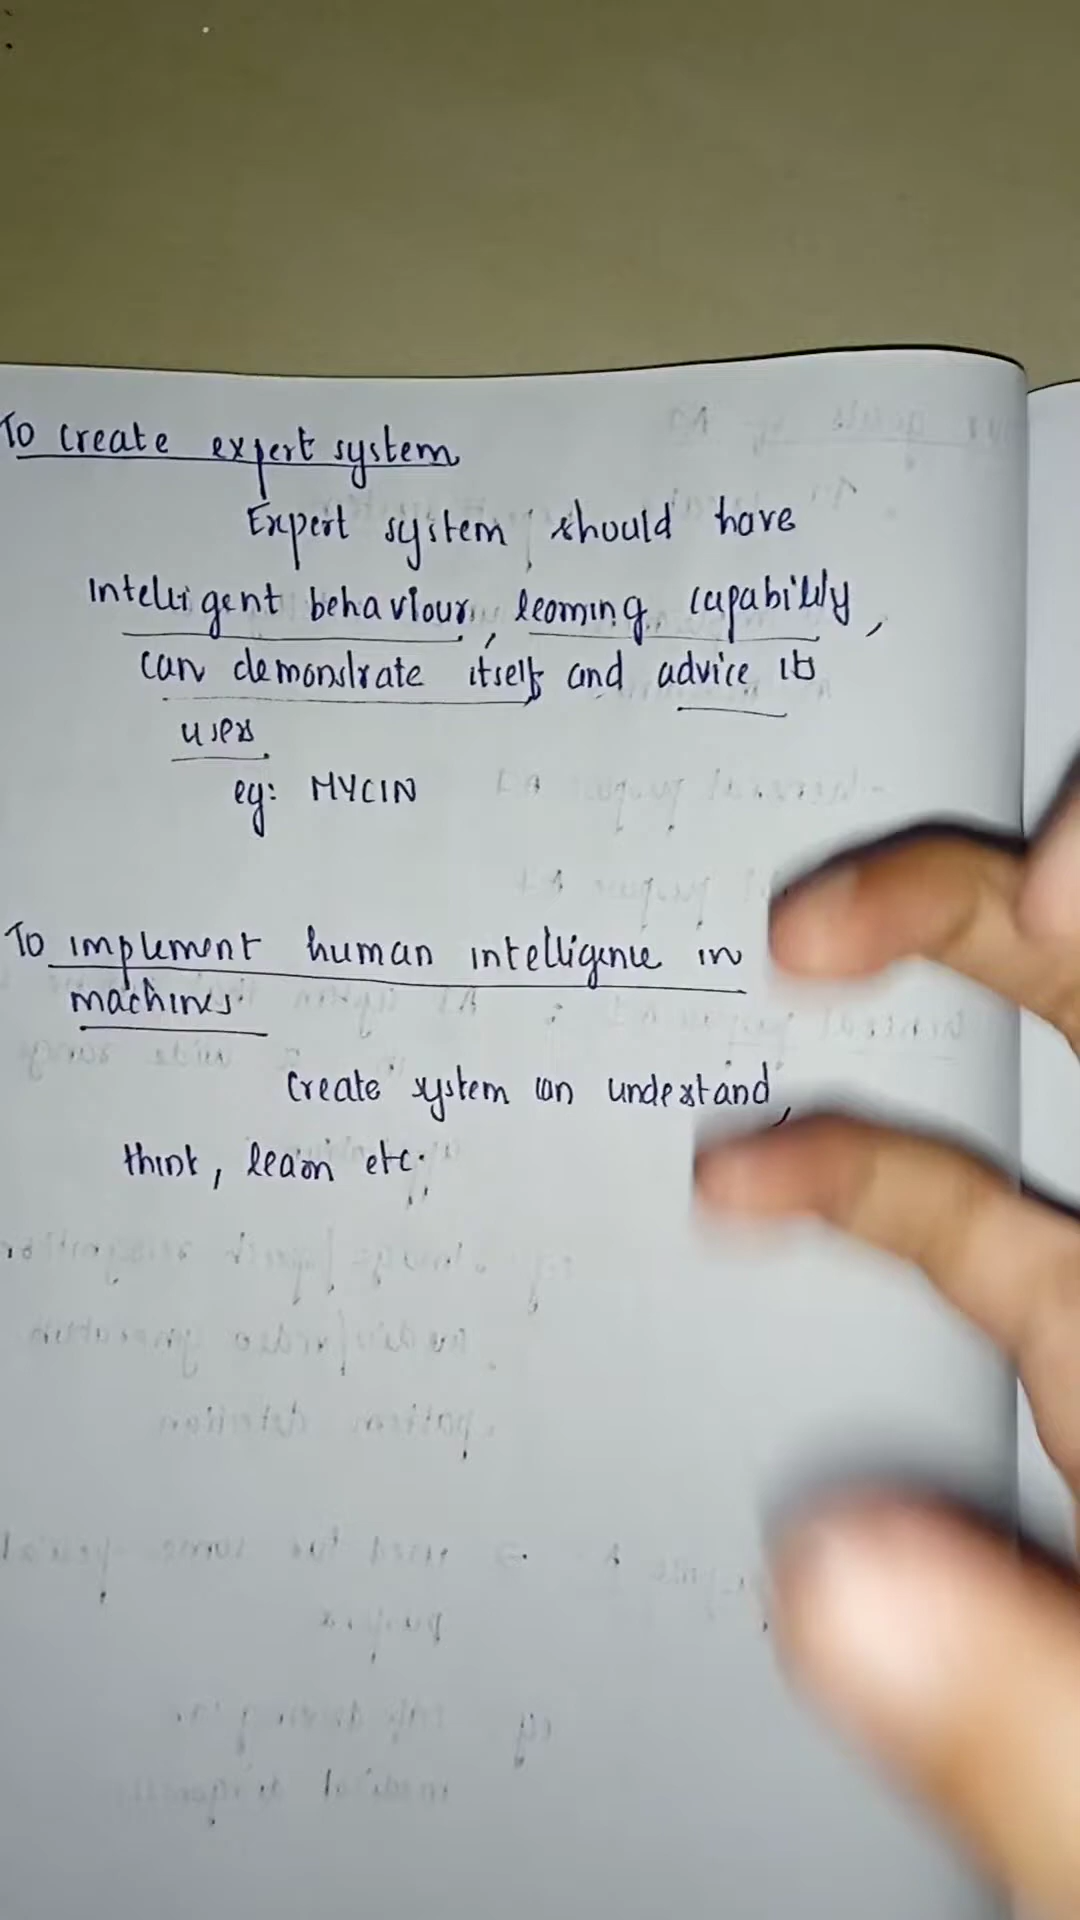 To create expert system
Expert system should have
Intelligent behaviour, learning capability,
can demonstrate itself and advice its
users
eg: MYCIN
To implement human intelligence in
machines.
Create system can understand,
think, learn etc.